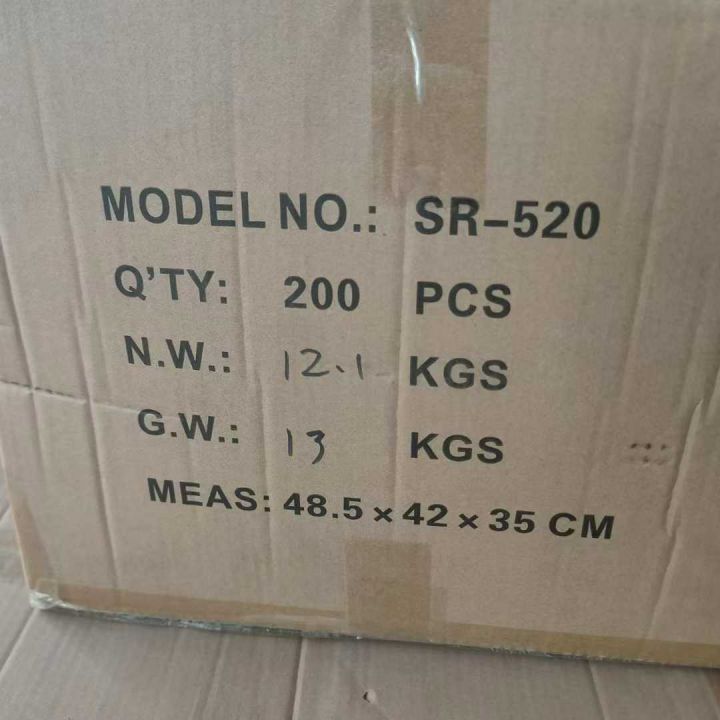 MODEL NO.: SR-520
Q'TY: 200 PCS
N.W.: 12.1 KGS
G.W.: 13 KGS
MEAS: 48.5 × 42 × 35 CM